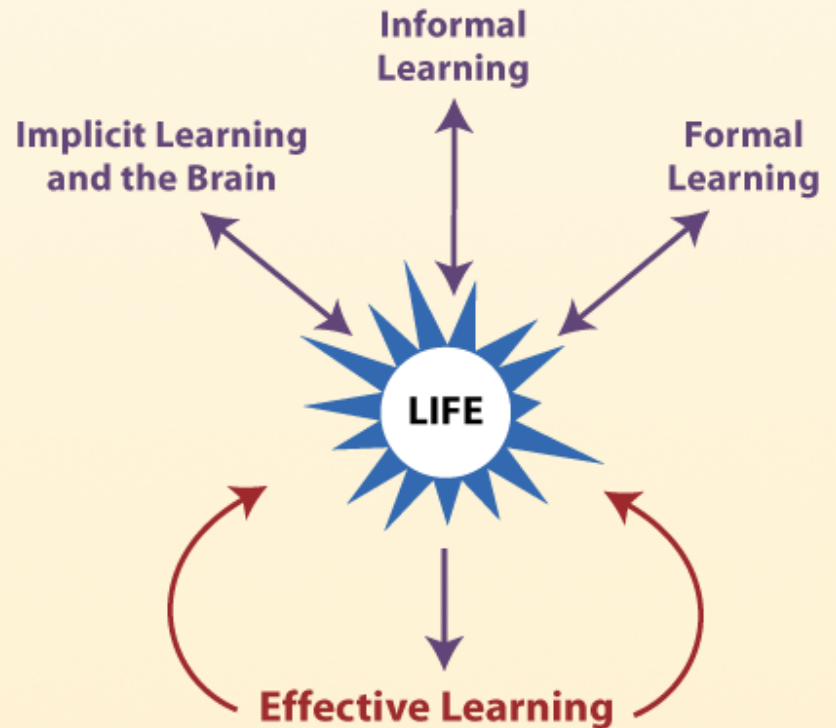 Informal
Learning
Implicit Learning
and the Brain
Formal
Learning
LIFE
Effective Learning